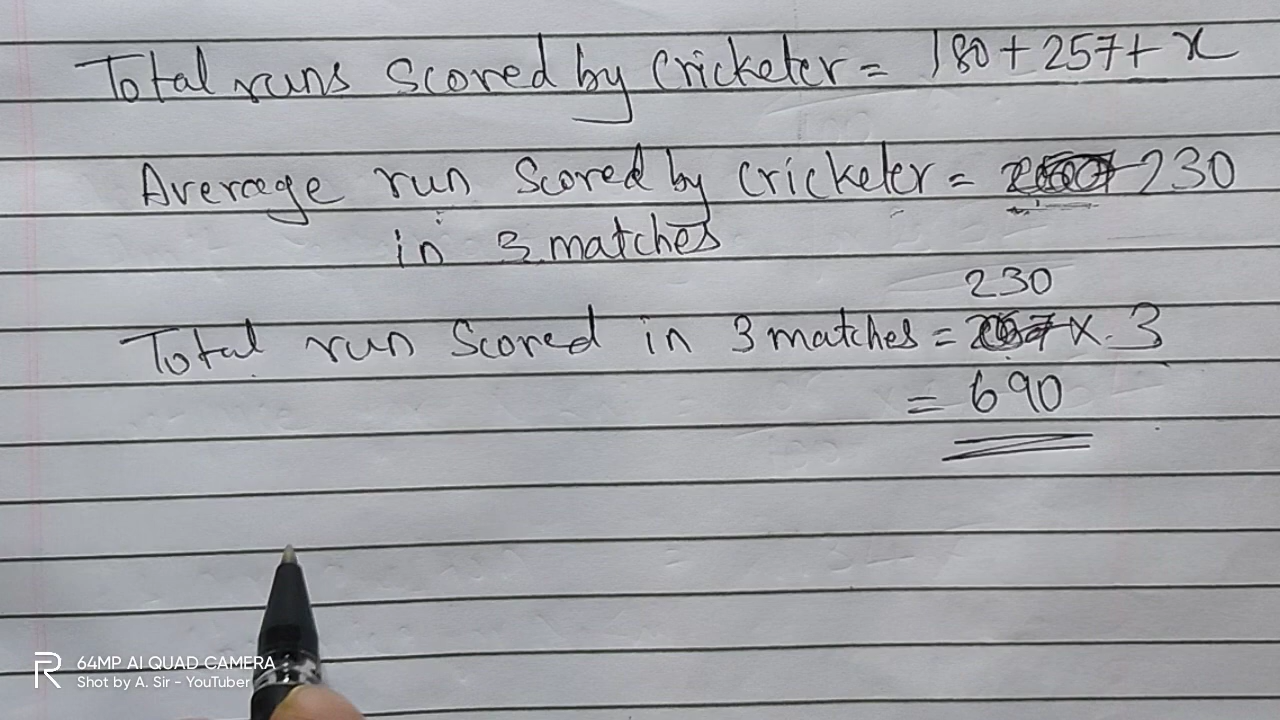 Total runs scored by cricketer = 180 + 257 + x
Average run scored by cricketer = 230
in 3 matches
230
Total run scored in 3 matches = x 3
= 690
64MP AI QUAD CAMERA
Shot by A. Sir - YouTuber